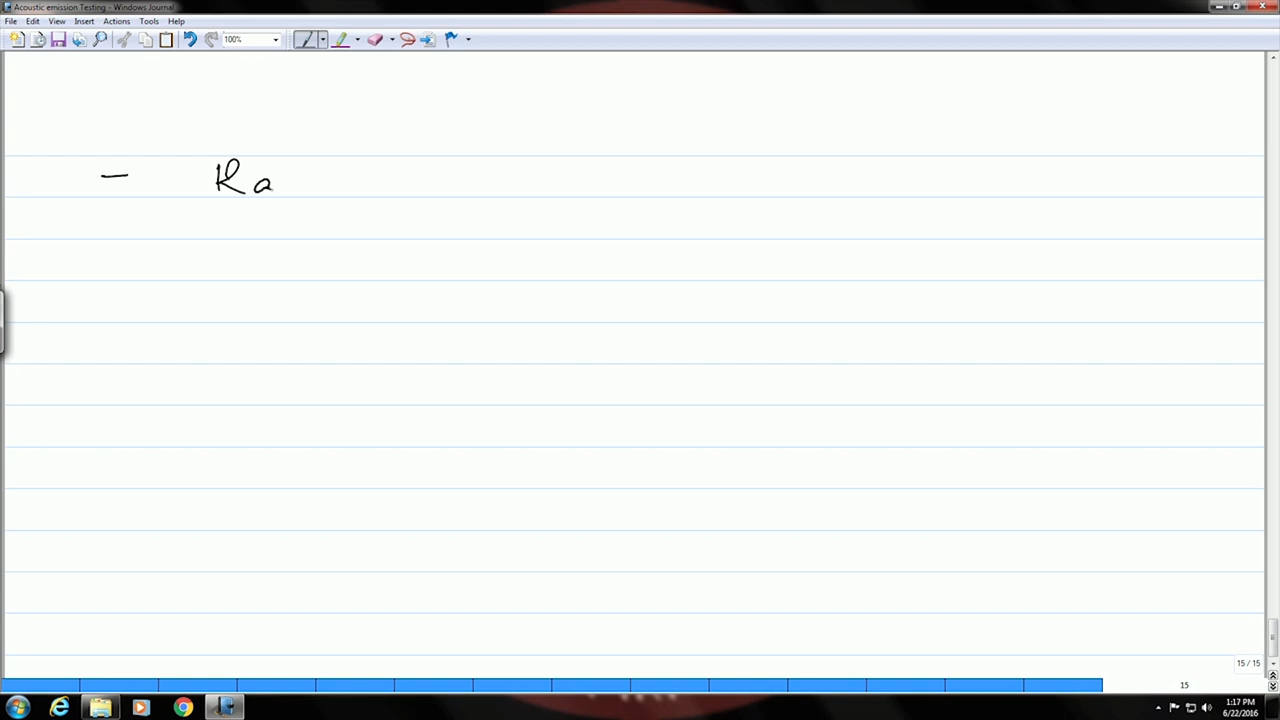 Acoustic emission Testing - Windows Journal
File Edit View Insert Actions Tools Help
100%
- Ra
15 / 15
15
1:17 PM
6/22/2016